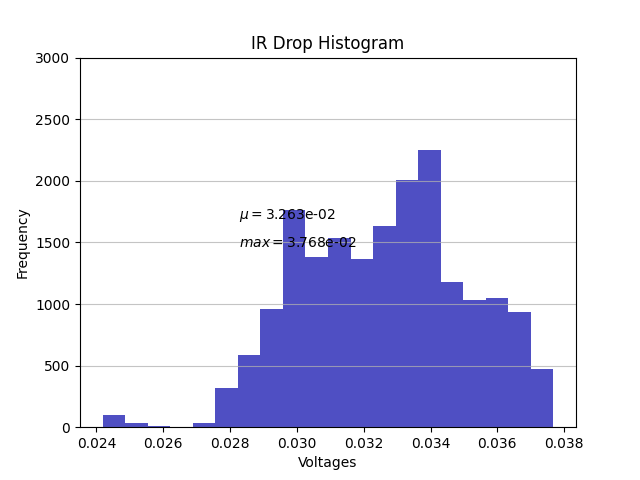 IR Drop Histogram
3000
2500
2000
1500
1000
500
0
Frequency
μ = 3.263e-02
max = 3.768e-02
0.024 0.026 0.028 0.030 0.032 0.034 0.036 0.038
Voltages